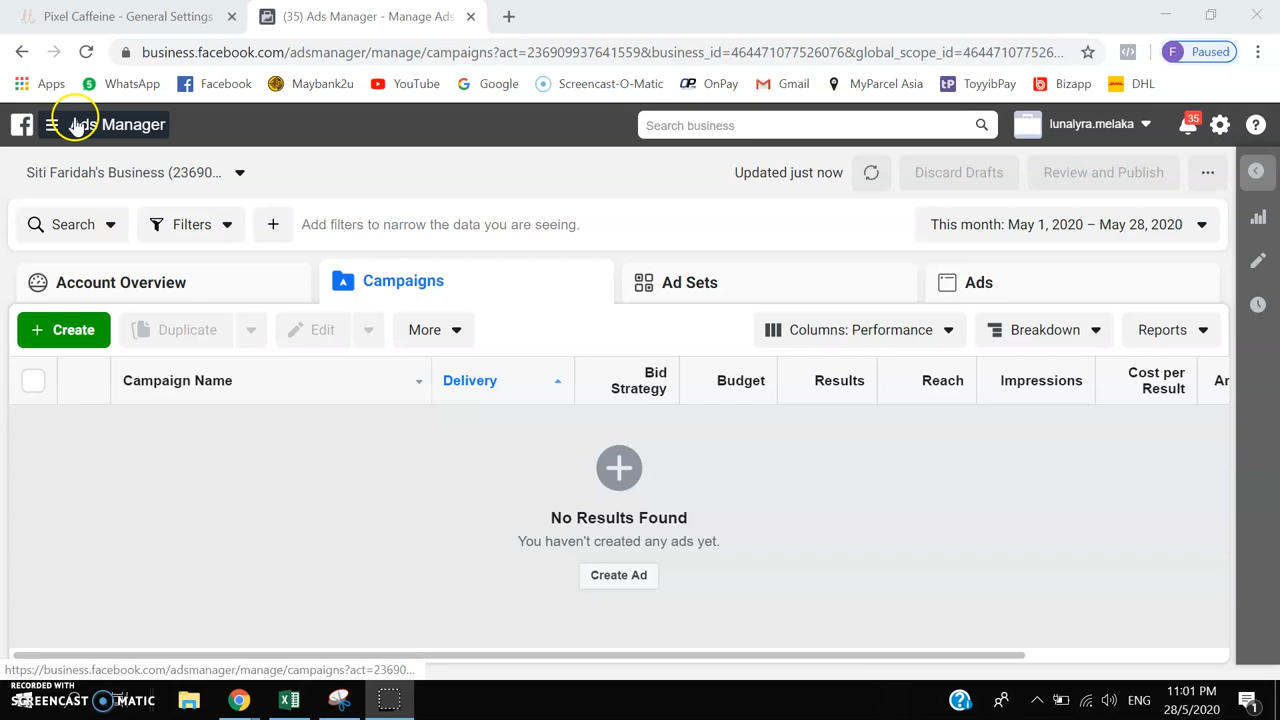 Pixel Caffeine - General Settings
(35) Ads Manager - Manage Ads
business.facebook.com/adsmanager/manage/campaigns?act=236909937641559&business_id=464471077526076&global_scope_id=464471077526...
F Paused
Apps
5 WhatsApp
Facebook
Maybank2u
YouTube
Google
Screencast-O-Matic
OnPay
Gmail
MyParcel Asia
tP ToyyibPay
Bizapp
DHL
Ads Manager
Search business
lunalyra.melaka
35
Siti Faridah's Business (23690...
Updated just now
Discard Drafts
Review and Publish
...
Search
Filters
Add filters to narrow the data you are seeing.
This month: May 1, 2020 – May 28, 2020
Account Overview
Campaigns
Ad Sets
Ads
+ Create
Duplicate
Edit
More
Columns: Performance
Breakdown
Reports
Campaign Name
Delivery
Bid
Strategy
Budget
Results
Reach
Impressions
Cost per
Result
Ar
No Results Found
You haven't created any ads yet.
Create Ad
https://business.facebook.com/adsmanager/manage/campaigns?act=23690...
RECORDED WITH
SCREENCAST MATIC
ENG
11:01 PM
28/5/2020
1